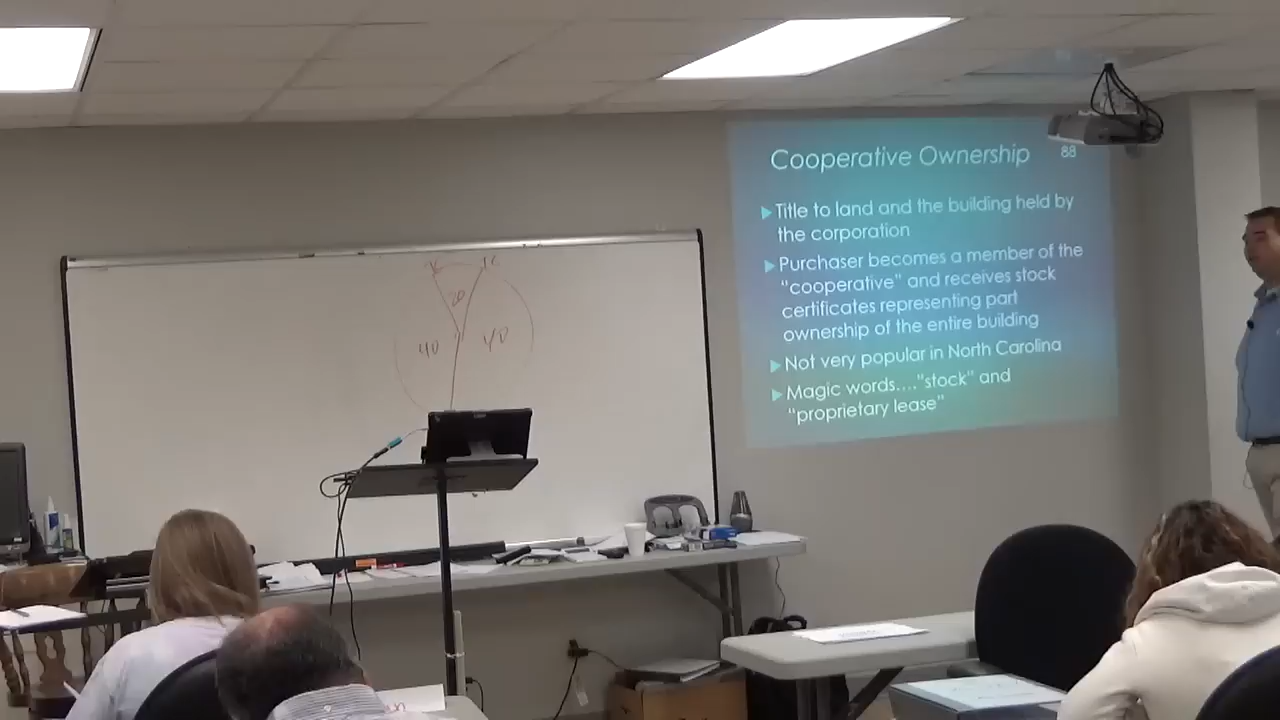 Cooperative Ownership 88
Title to land and the building held by
the corporation
Purchaser becomes a member of the
"cooperative" and receives stock
certificates representing part
ownership of the entire building
Not very popular in North Carolina
Magic words...."stock" and
"proprietary lease"
20
40 40